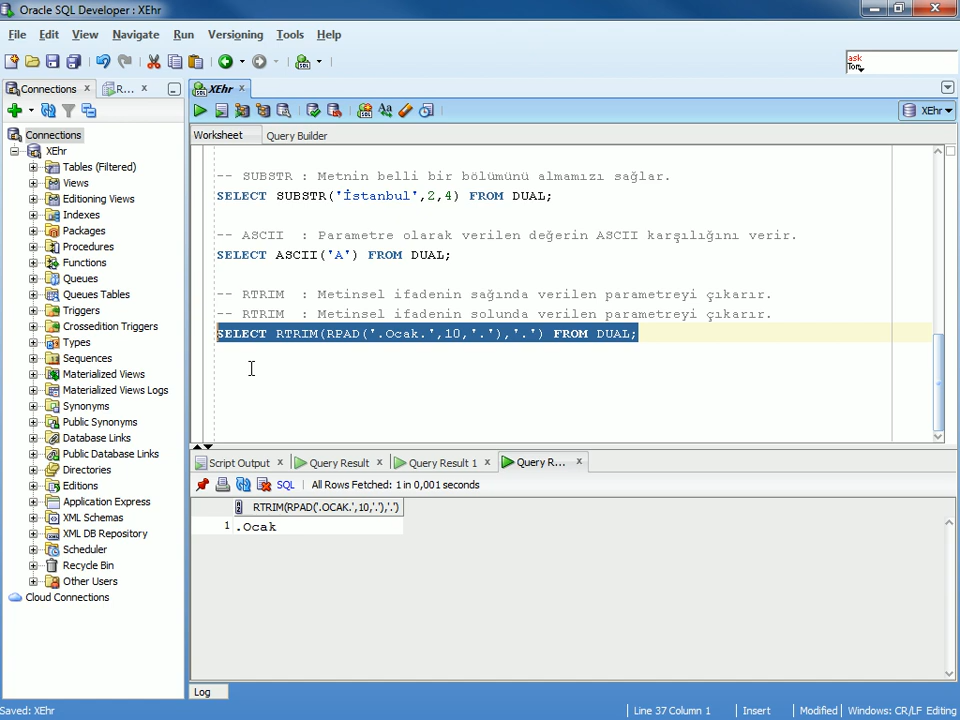 Oracle SQL Developer : XEhr
File Edit View Navigate Run Versioning Tools Help
ask
Tom
Connections
R...
XEhr
XEhr
Worksheet
Query Builder
Connections
XEhr
Tables (Filtered)
Views
Editioning Views
Indexes
Packages
Procedures
Functions
Queues
Queues Tables
Triggers
Crossedition Triggers
Types
Sequences
Materialized Views
Materialized Views Logs
Synonyms
Public Synonyms
Database Links
Public Database Links
Directories
Editions
Application Express
XML Schemas
XML DB Repository
Scheduler
Recycle Bin
Other Users
Cloud Connections
-- SUBSTR : Metnin belli bir bölümünü almamızı sağlar.
SELECT SUBSTR('İstanbul',2,4) FROM DUAL;
-- ASCII  : Parametre olarak verilen değerin ASCII karşılığını verir.
SELECT ASCII('A') FROM DUAL;
-- RTRIM  : Metinsel ifadenin sağında verilen parametreyi çıkarır.
-- RTRIM  : Metinsel ifadenin solunda verilen parametreyi çıkarır.
SELECT RTRIM(RPAD('.Ocak.',10,'.'),'.') FROM DUAL;
Script Output
Query Result
Query Result 1
Query R...
SQL
All Rows Fetched: 1 in 0,001 seconds
RTRIM(RPAD('.OCAK.',10,'.'),'.')
1 .Ocak
Log
Saved: XEhr
Line 37 Column 1
Insert
Modified
Windows: CR/LF Editing